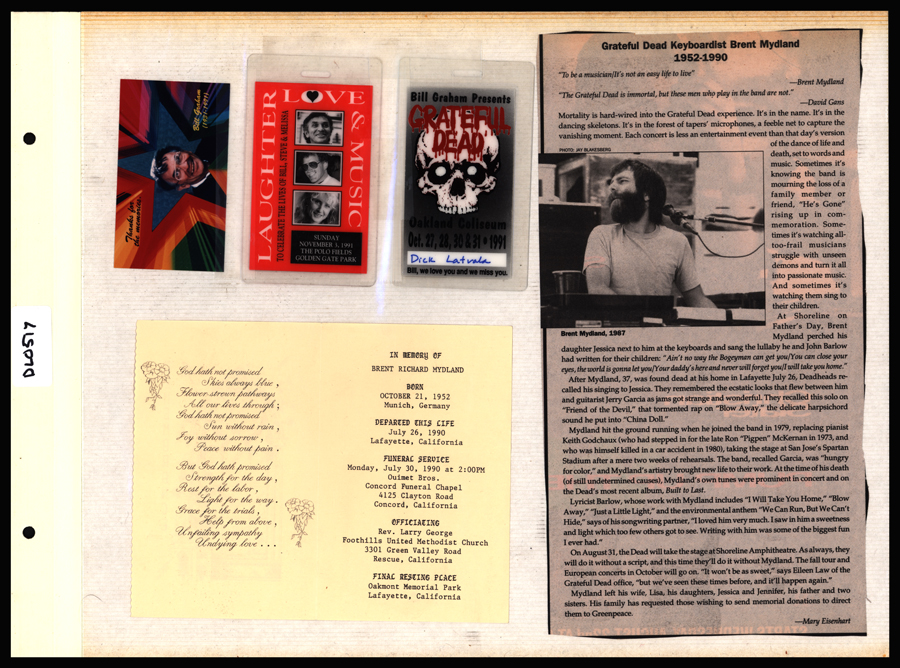 DL0517
Bill Graham
(1931-1991)
Thanks for
the memories.
LAUGHTER
LOVE
& MUSIC
TO CELEBRATE THE LIVES OF BILL, STEVE & MELISSA
SUNDAY
NOVEMBER 3, 1991
THE POLO FIELDS
GOLDEN GATE PARK
Bill Graham Presents
GRATEFUL
DEAD
Oakland Coliseum
Oct. 27, 28, 30 & 31 • 1991
Dick Latvala
Bill, we love you and we miss you.
God hath not promised
Skies always blue,
Flower strewn pathways
All our lives through;
God hath not promised
Sun without rain,
Joy without sorrow,
Peace without pain.
But God hath promised
Strength for the day,
Rest for the labor,
Light for the way.
Grace for the trials,
Help from above,
Unfailing sympathy
Undying love...
IN MEMORY OF
BRENT RICHARD MYDLAND
BORN
OCTOBER 21, 1952
Munich, Germany
DEPARTED THIS LIFE
July 26, 1990
Lafayette, California
FUNERAL SERVICE
Monday, July 30, 1990 at 2:00PM
Ouimet Bros.
Concord Funeral Chapel
4125 Clayton Road
Concord, California
OFFICIATING
Rev. Larry George
Foothills United Methodist Church
3301 Green Valley Road
Rescue, California
FINAL RESTING PLACE
Oakmont Memorial Park
Lafayette, California
Grateful Dead Keyboardist Brent Mydland
1952-1990
"To be a musician/It's not an easy life to live"
—Brent Mydland
"The Grateful Dead is immortal, but these men who play in the band are not."
—David Gans
Mortality is hard-wired into the Grateful Dead experience. It's in the name. It's in the
dancing skeletons. It's in the forest of tapers' microphones, a feeble net to capture the
vanishing moment. Each concert is less an entertainment event than that day's version
PHOTO: JAY BLAKESBERG
of the dance of life and
death, set to words and
music. Sometimes it's
knowing the band is
mourning the loss of a
family member or
friend, "He's Gone"
rising up in com-
memoration. Some-
times it's watching all-
too-frail musicians
struggle with unseen
demons and turn it all
into passionate music.
And sometimes it's
watching them sing to
their children.
At Shoreline on
Father's Day, Brent
Mydland perched his
Brent Mydland, 1987
daughter Jessica next to him at the keyboards and sang the lullaby he and John Barlow
had written for their children: "Ain't no way the Bogeyman can get you/You can close your
eyes, the world is gonna let you/Your daddy's here and never will forget you/I will take you home."
After Mydland, 37, was found dead at his home in Lafayette July 26, Deadheads re-
called his singing to Jessica. They remembered the ecstatic looks that flew between him
and guitarist Jerry Garcia as jams got strange and wonderful. They recalled this solo on
"Friend of the Devil," that tormented rap on "Blow Away," the delicate harpsichord
sound he put into "China Doll."
Mydland hit the ground running when he joined the band in 1979, replacing pianist
Keith Godchaux (who had stepped in for the late Ron "Pigpen" McKernan in 1973, and
who was himself killed in a car accident in 1980), taking the stage at San Jose's Spartan
Stadium after a mere two weeks of rehearsals. The band, recalled Garcia, was "hungry
for color," and Mydland's artistry brought new life to their work. At the time of his death
(of still undetermined causes), Mydland's own tunes were prominent in concert and on
the Dead's most recent album, Built to Last.
Lyricist Barlow, whose work with Mydland includes "I Will Take You Home," "Blow
Away," "Just a Little Light," and the environmental anthem "We Can Run, But We Can't
Hide," says of his songwriting partner, "I loved him very much. I saw in him a sweetness
and light which too few others got to see. Writing with him was some of the biggest fun
I ever had."
On August 31, the Dead will take the stage at Shoreline Amphitheatre. As always, they
will do it without a script, and this time they'll do it without Mydland. The fall tour and
European concerts in October will go on. "It won't be as sweet," says Eileen Law of the
Grateful Dead office, "but we've seen these times before, and it'll happen again."
Mydland left his wife, Lisa, his daughters, Jessica and Jennifer, his father and two
sisters. His family has requested those wishing to send memorial donations to direct
them to Greenpeace.
—Mary Eisenhart